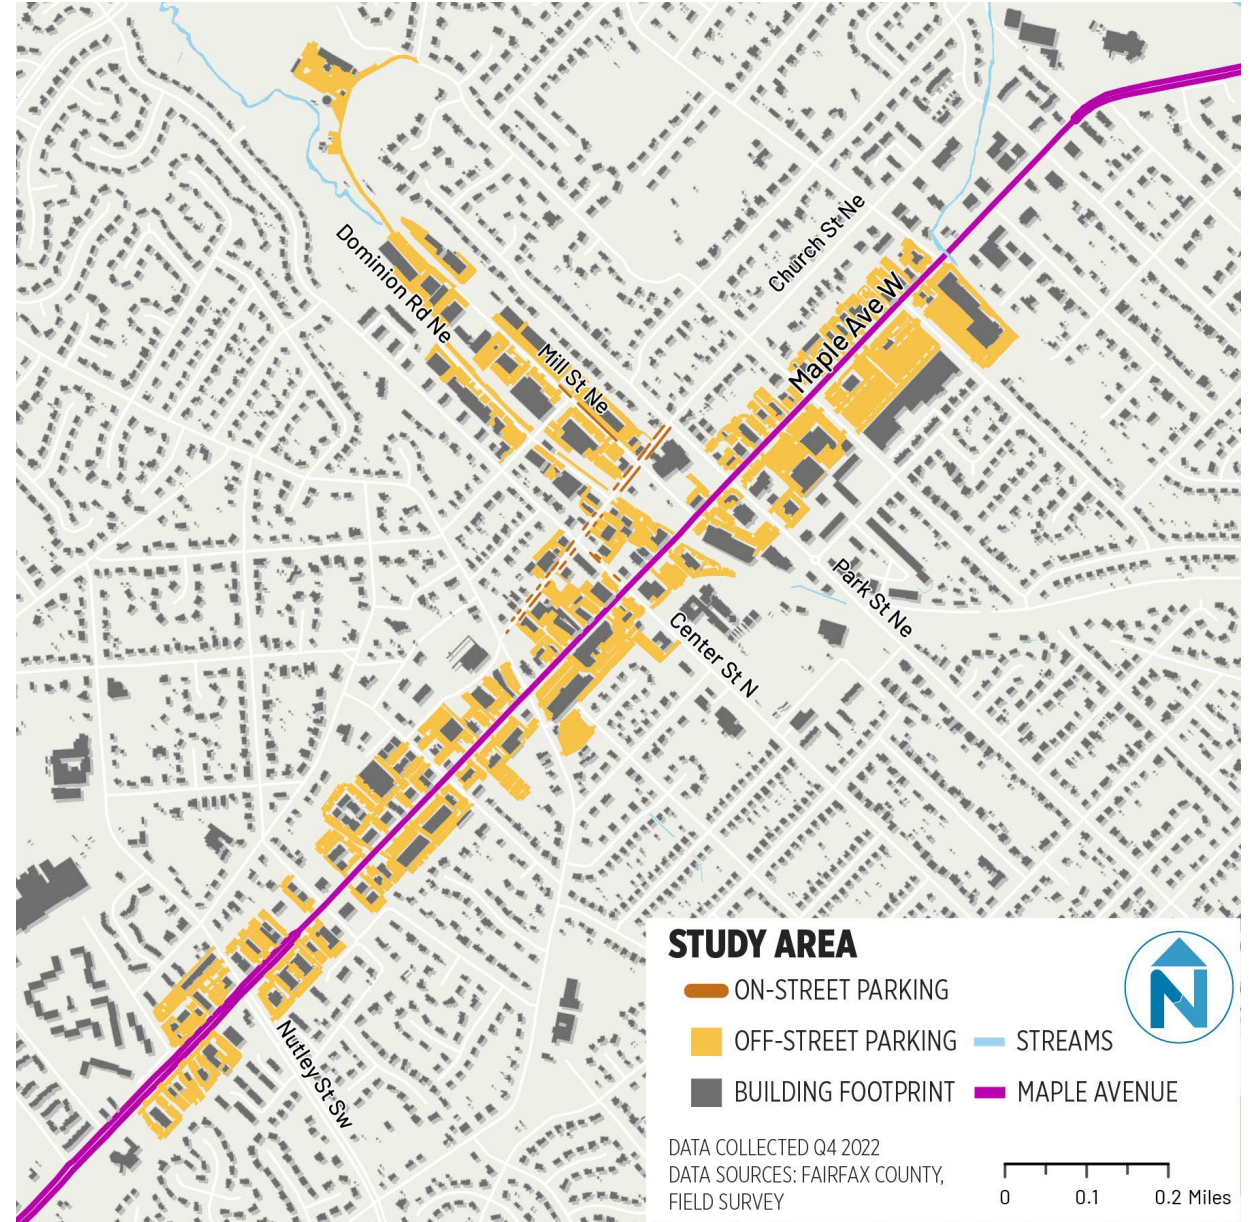 Church St Ne
Dominion Rd Ne
Maple Ave W
Mill St Ne
Park St Ne
Center St N
Nutley St Sw
STUDY AREA
ON-STREET PARKING
OFF-STREET PARKING
STREAMS
BUILDING FOOTPRINT
MAPLE AVENUE
N
DATA COLLECTED Q4 2022
DATA SOURCES: FAIRFAX COUNTY,
FIELD SURVEY
0 0.1 0.2 Miles